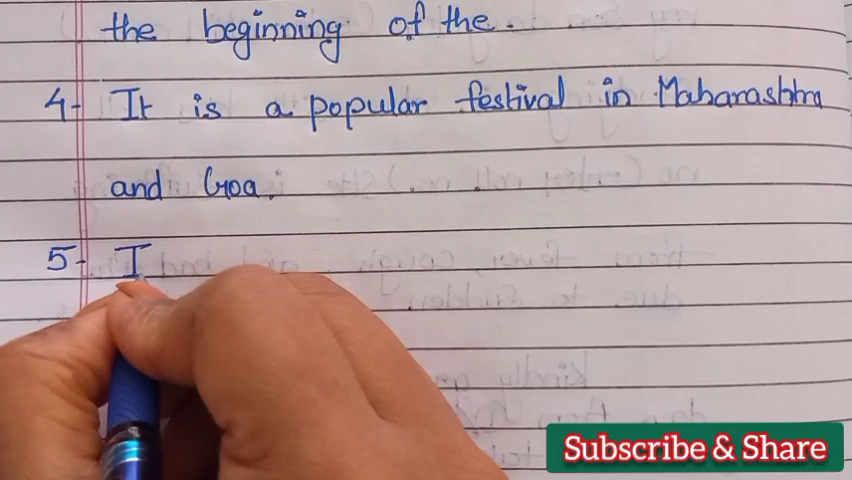 the beginning of the.
4- It is a popular festival in Maharashtra
and Goa.
5- I
Subscribe & Share